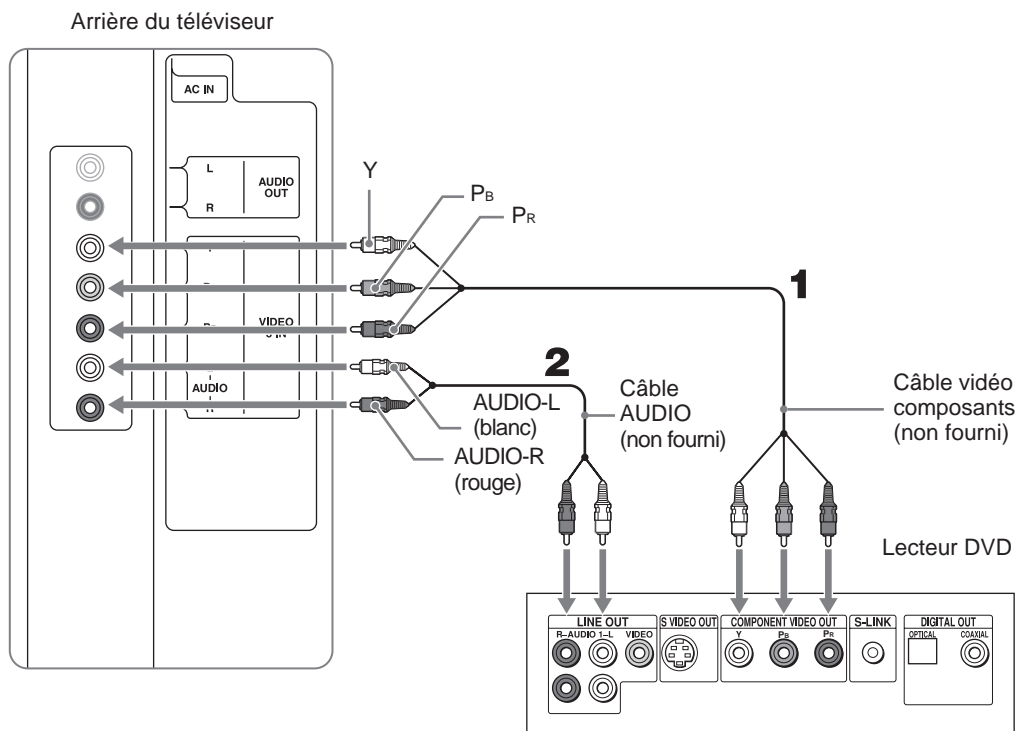 Arrière du téléviseur
AC IN
L
AUDIO
OUT
R
Y
PB
PR
1
VIDEO
IN
2
AUDIO
R
AUDIO-L
(blanc)
AUDIO-R
(rouge)
Câble
AUDIO
(non fourni)
Câble vidéo
composants
(non fourni)
Lecteur DVD
LINE OUT
R–AUDIO 1–L VIDEO
S VIDEO OUT
COMPONENT VIDEO OUT
Y PB PR
S-LINK
DIGITAL OUT
OPTICAL COAXIAL